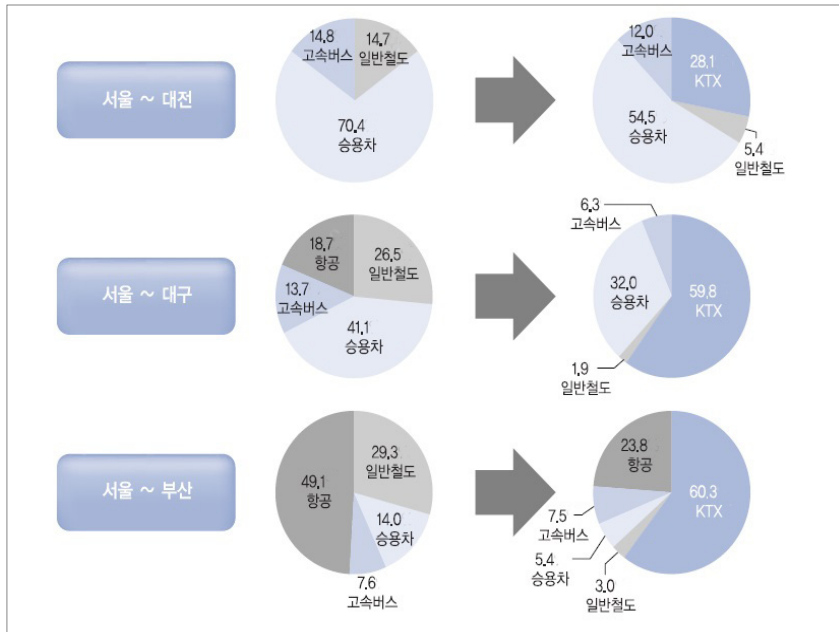 서울 ~ 대전
14.8
고속버스
14.7
일반철도
70.4
승용차
12.0
고속버스
28.1
KTX
54.5
승용차
5.4
일반철도
서울 ~ 대구
18.7
항공
26.5
일반철도
13.7
고속버스
41.1
승용차
6.3
고속버스
32.0
승용차
59.8
KTX
1.9
일반철도
서울 ~ 부산
49.1
항공
29.3
일반철도
14.0
승용차
7.6
고속버스
23.8
항공
60.3
KTX
7.5
고속버스
5.4
승용차
3.0
일반철도